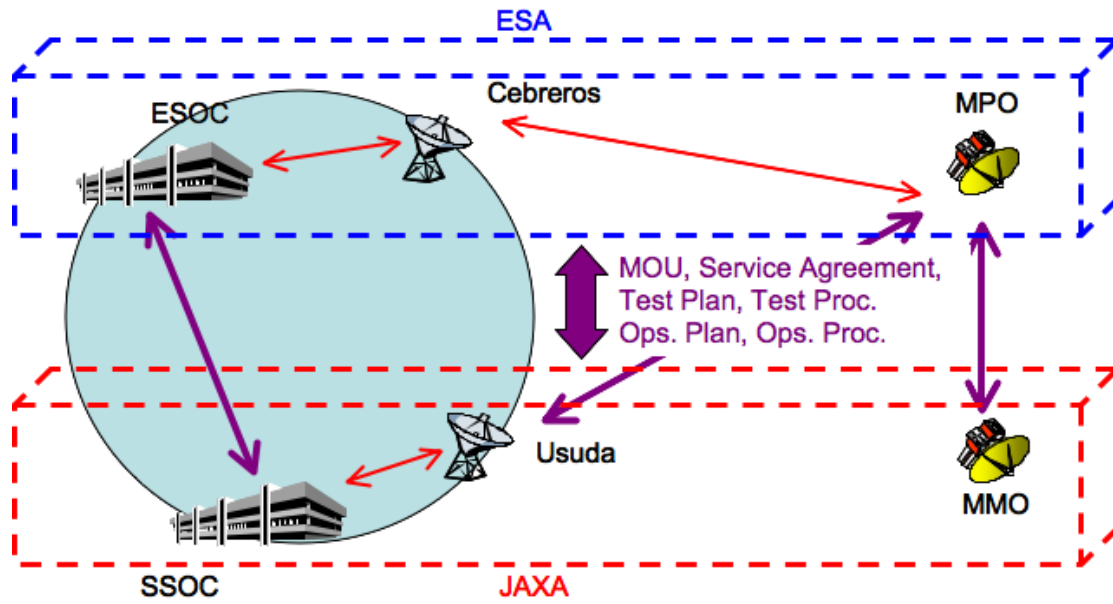 ESA
ESOC
Cebreros
MPO
MOU, Service Agreement,
Test Plan, Test Proc.
Ops. Plan, Ops. Proc.
Usuda
MMO
SSOC
JAXA